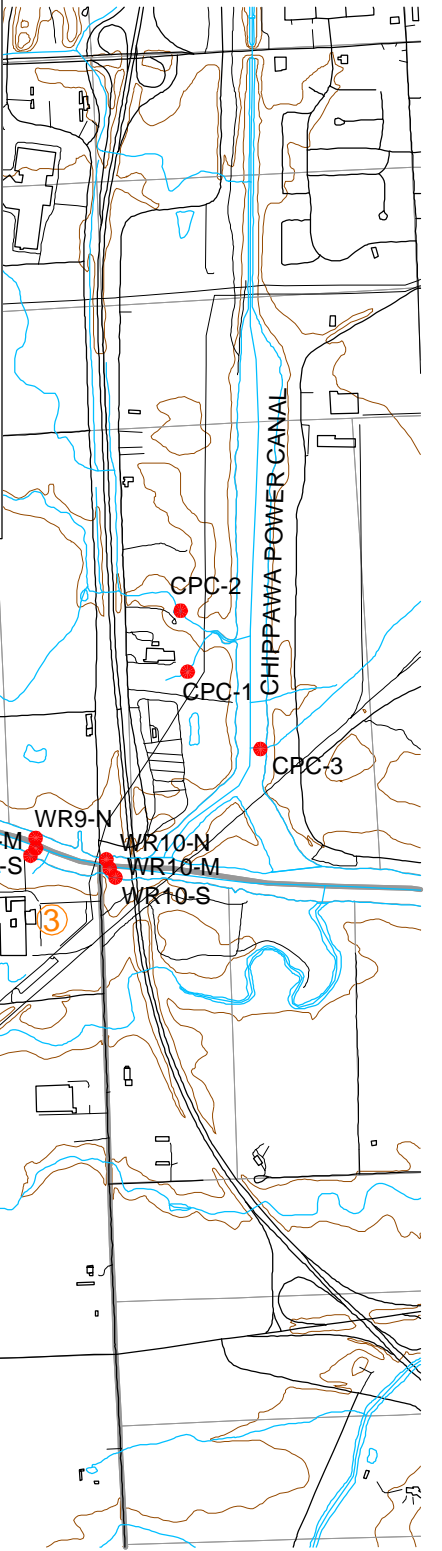 CHIPPAWA POWER CANAL
CPC-2
CPC-1
CPC-3
WR9-N
-M
-S
WR10-N
WR10-M
WR10-S
3